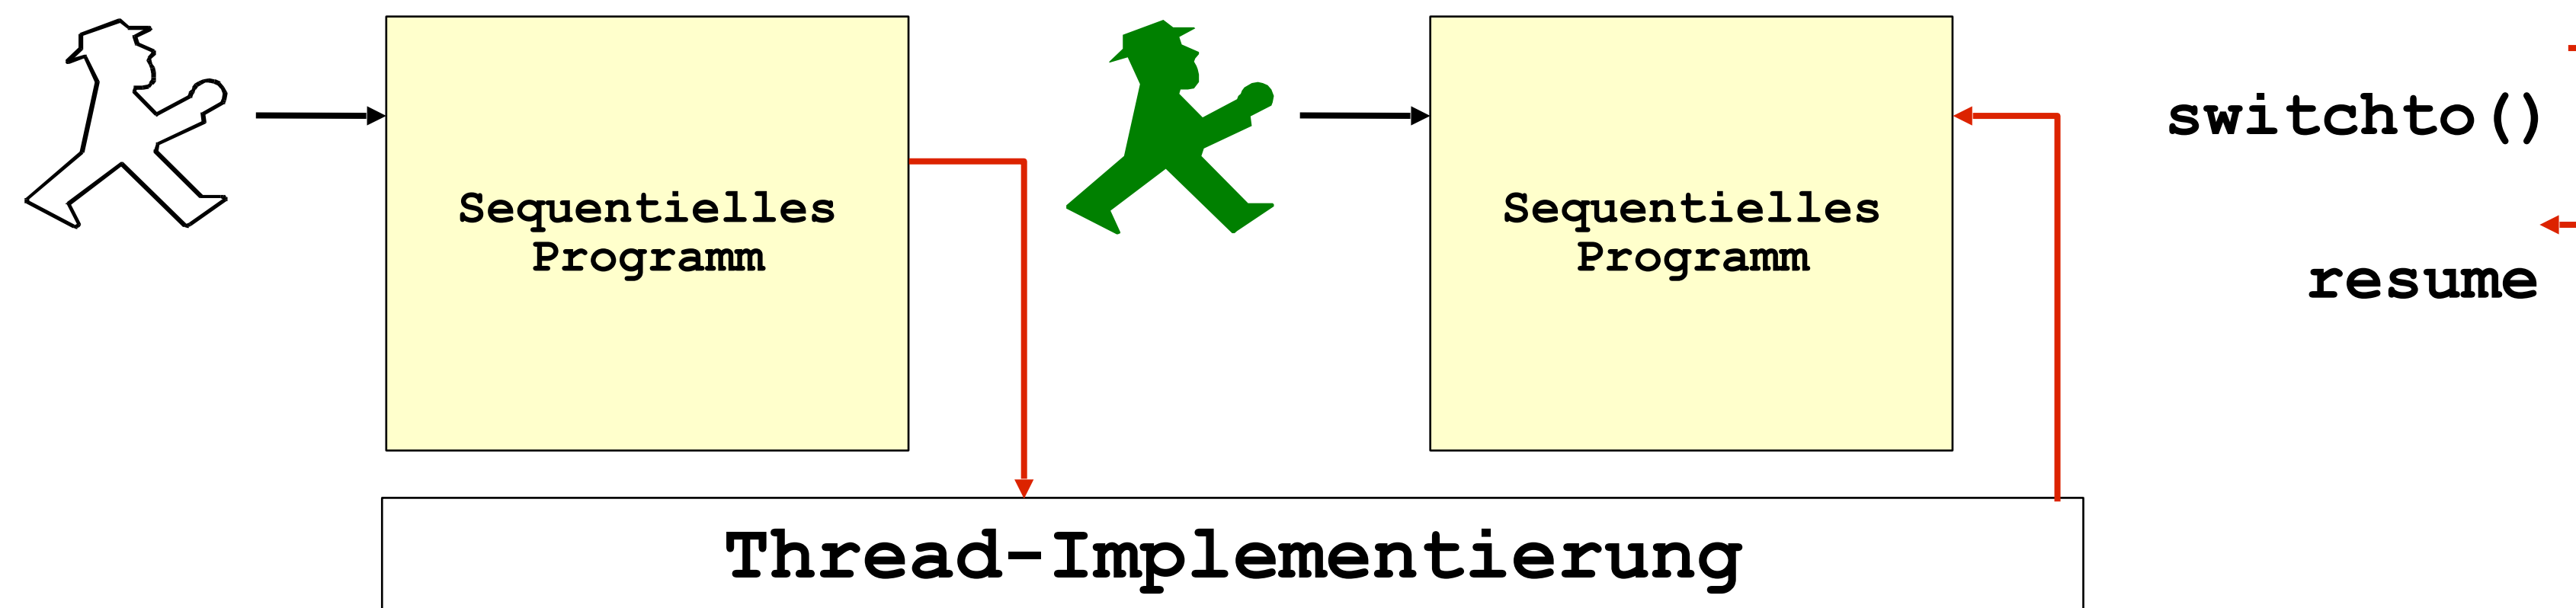 Sequentielles
Programm
Sequentielles
Programm
switchto()
resume
Thread-Implementierung